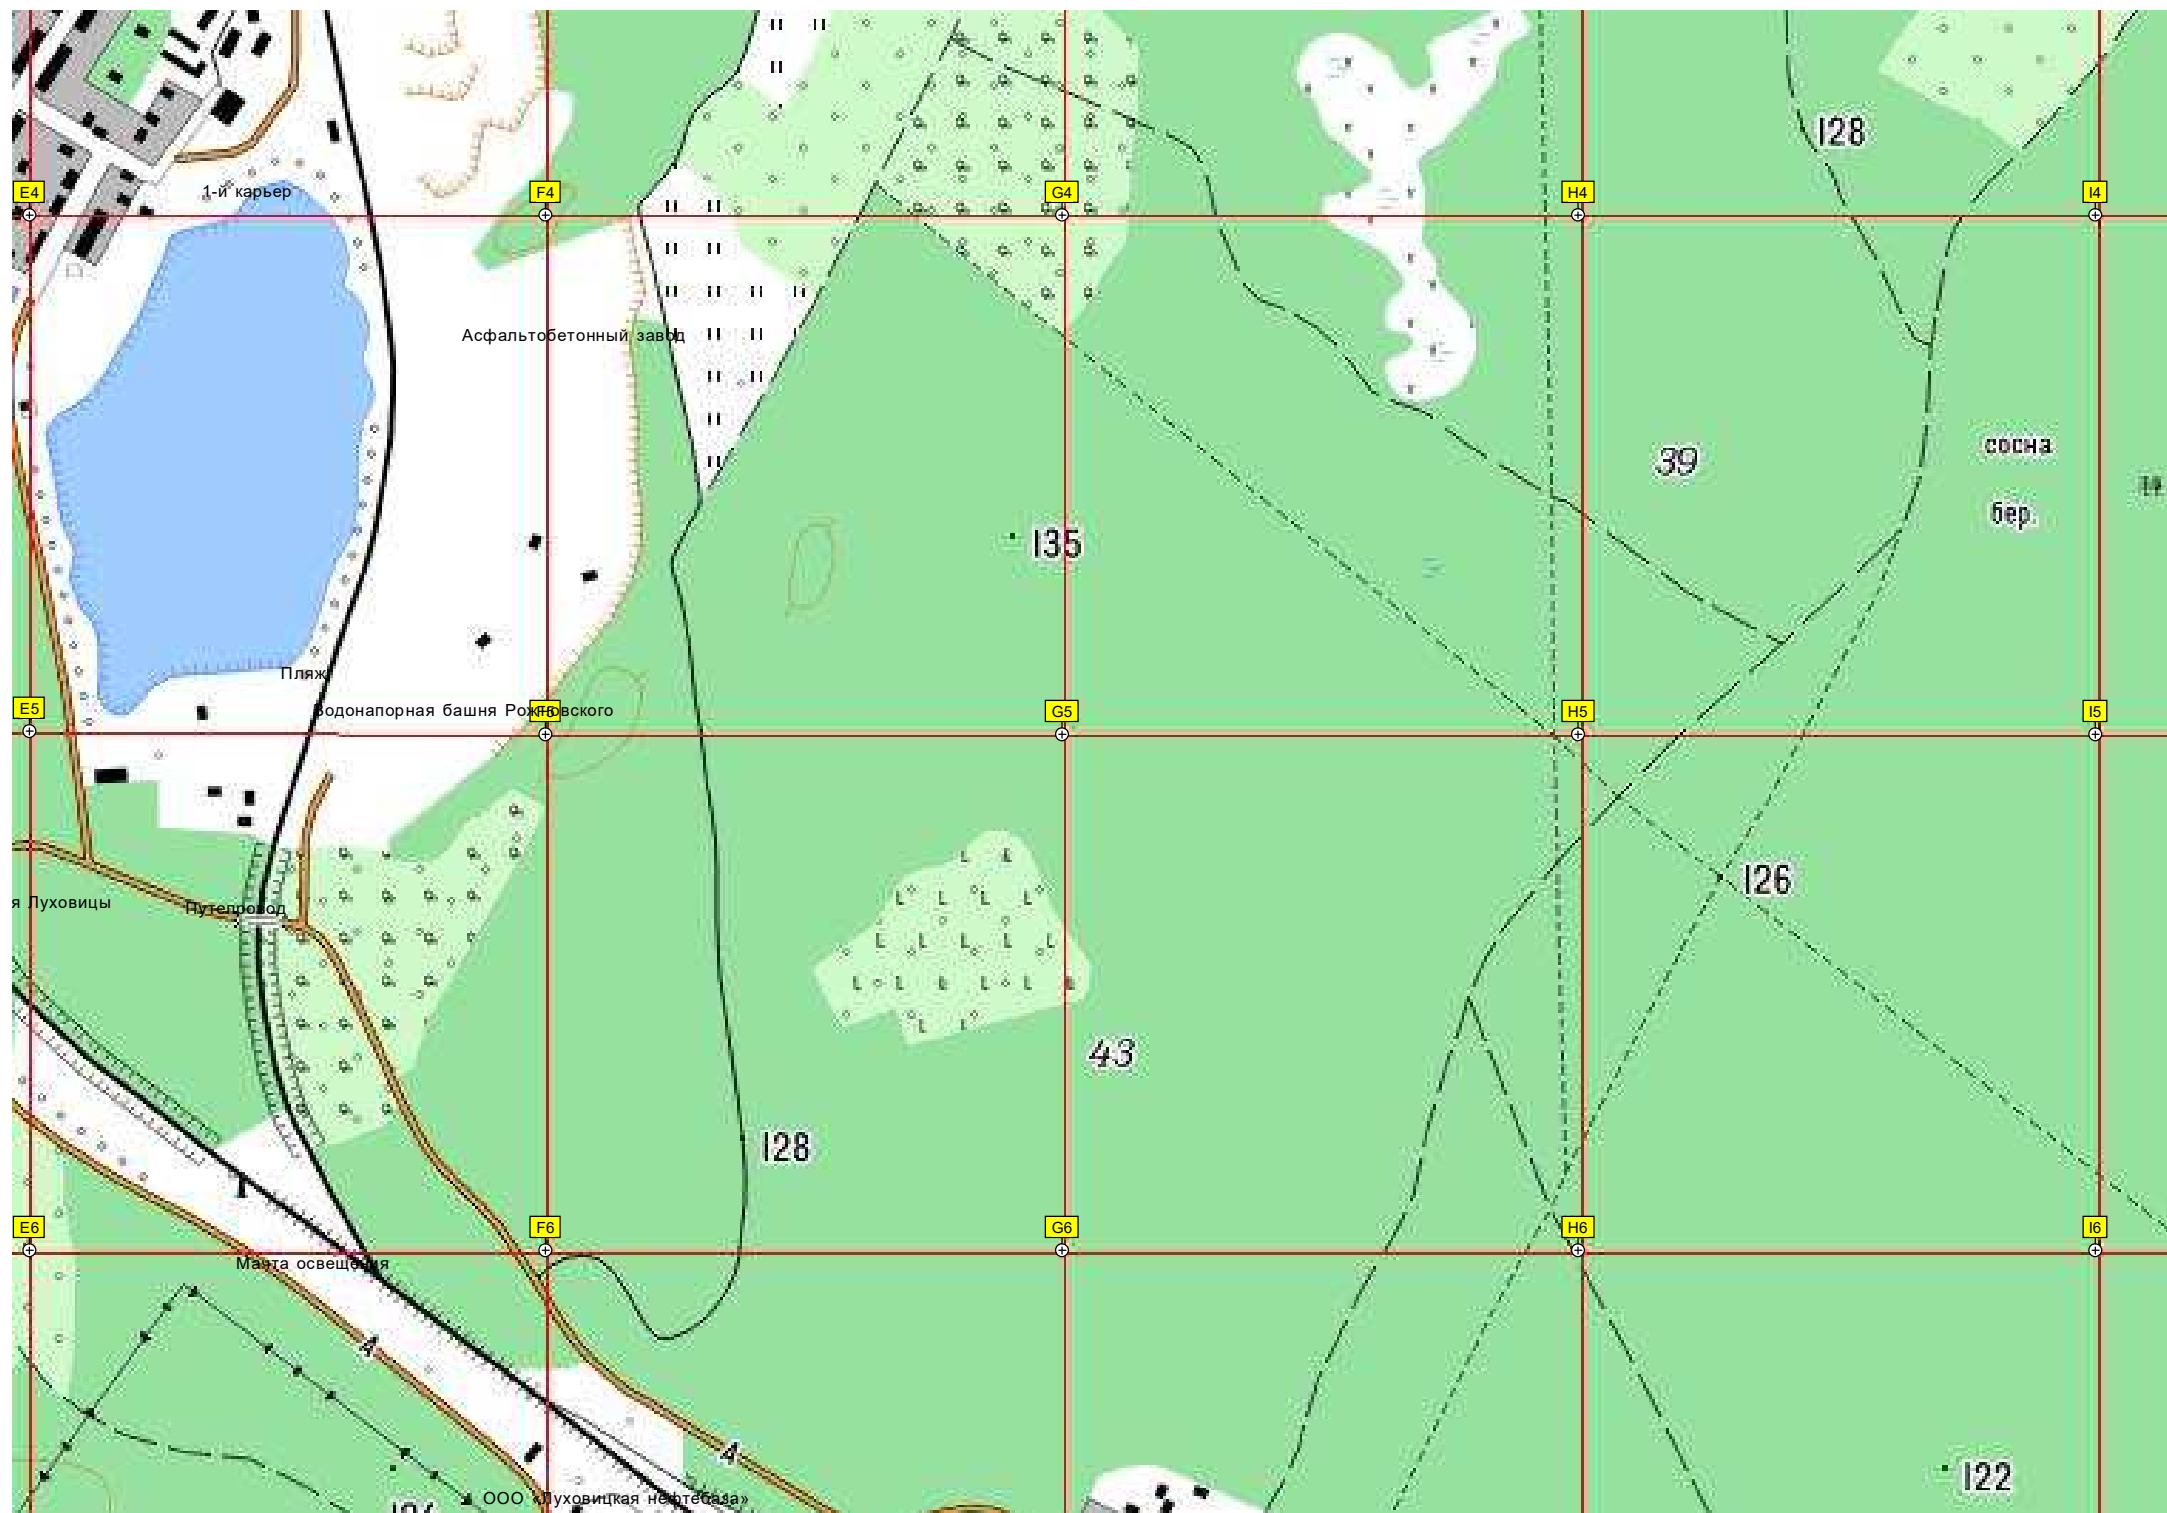 128
1-й карьер
E4
F4
G4
H4
I4
Асфальтобетонный завод
39
сосна
бер.
135
Пляж
Водонапорная башня Рожновского
E5
F5
G5
H5
I5
126
я Луховицы
Путепровод
43
128
E6
F6
G6
H6
I6
Мачта освещения
А
А
122
ООО «Луховицкая нефтебаза»